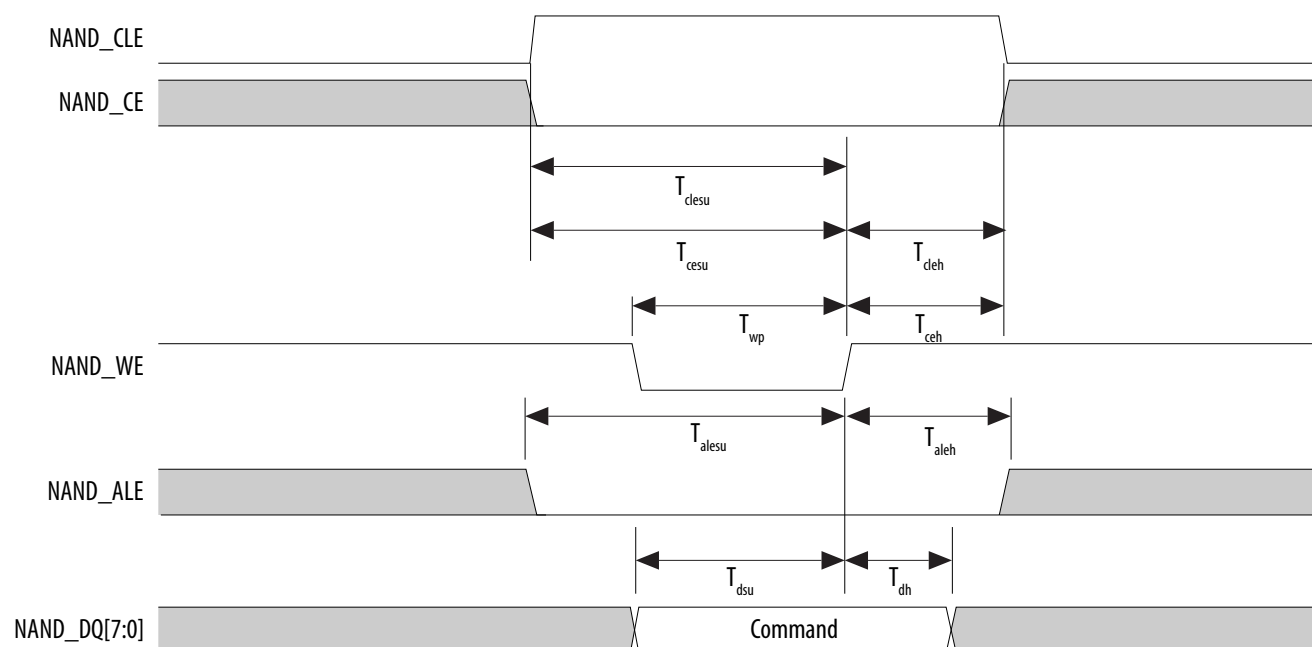 NAND_CLE
NAND_CE
T_clesu
T_cesu
T_cleh
T_wp
T_ceh
NAND_WE
T_alesu
T_aleh
NAND_ALE
T_dsu
T_dh
NAND_DQ[7:0]
Command